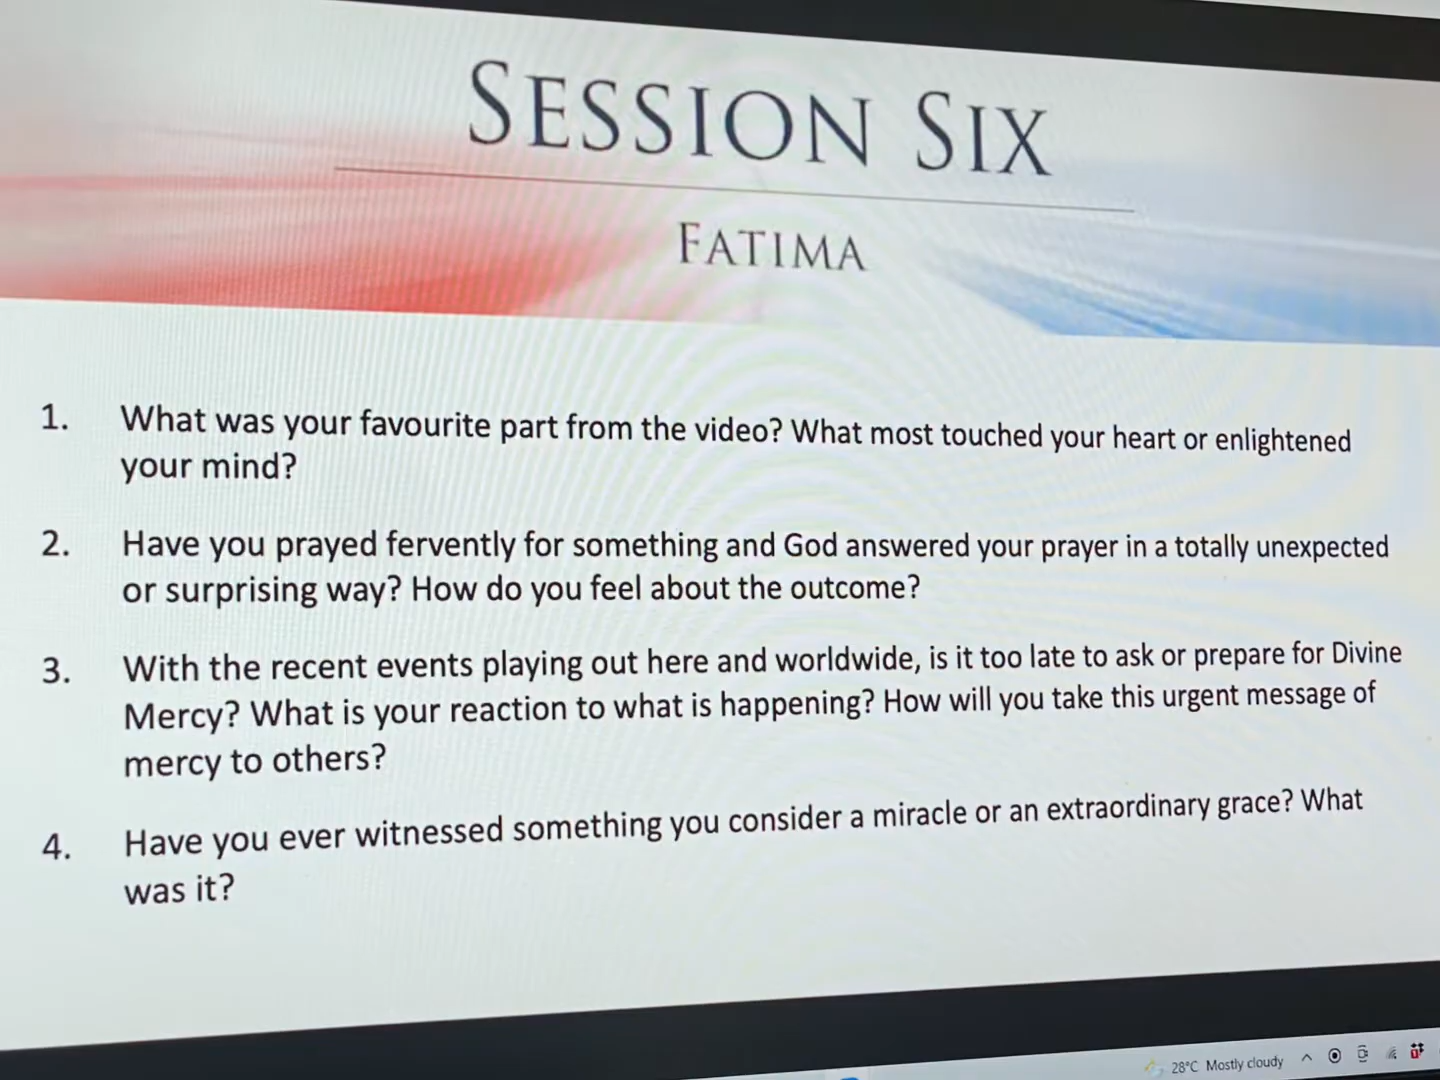 SESSION SIX
FATIMA
1. What was your favourite part from the video? What most touched your heart or enlightened
your mind?
2. Have you prayed fervently for something and God answered your prayer in a totally unexpected
or surprising way? How do you feel about the outcome?
3. With the recent events playing out here and worldwide, is it too late to ask or prepare for Divine
Mercy? What is your reaction to what is happening? How will you take this urgent message of
mercy to others?
4. Have you ever witnessed something you consider a miracle or an extraordinary grace? What
was it?
28°C Mostly cloudy